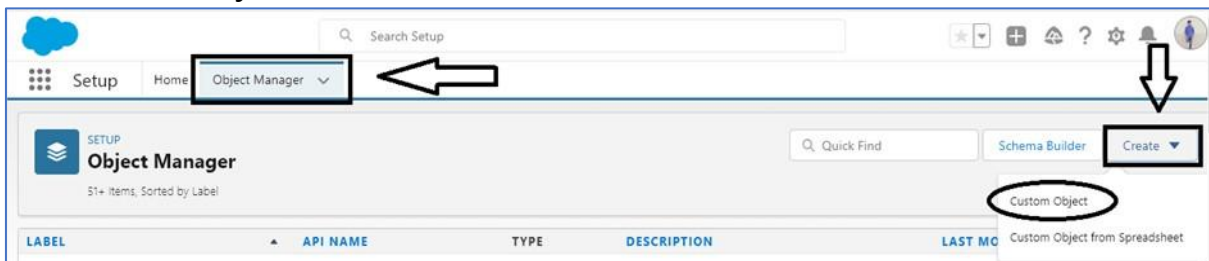 Search Setup
Setup Home Object Manager
SETUP
Object Manager
51+ Items, Sorted by Label
Quick Find
Schema Builder
Create
Custom Object
Custom Object from Spreadsheet
LABEL API NAME TYPE DESCRIPTION LAST MO